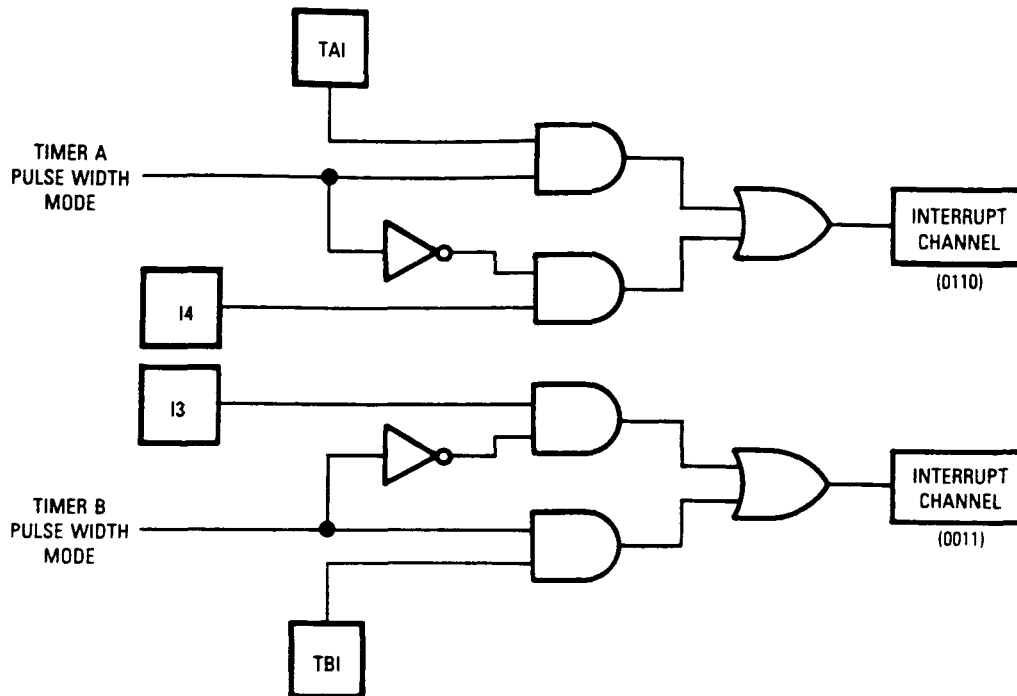 TAI
TIMER A
PULSE WIDTH
MODE
INTERRUPT
CHANNEL
(0110)
I4
I3
TIMER B
PULSE WIDTH
MODE
INTERRUPT
CHANNEL
(0011)
TBI